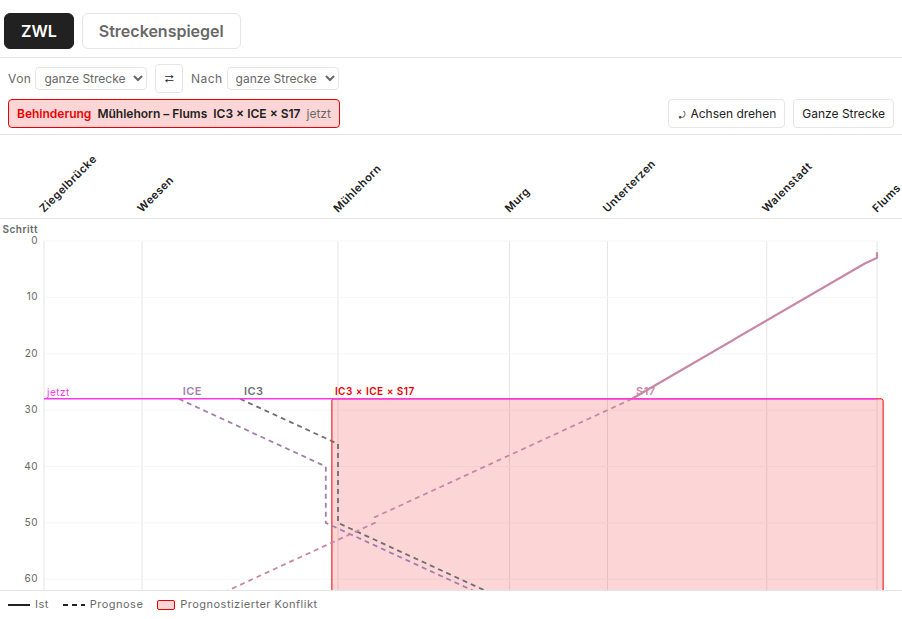 ZWL Streckenspiegel
Von ganze Strecke ⇄ Nach ganze Strecke
Behinderung Mühlehorn – Flums IC3 × ICE × S17 jetzt
⤾ Achsen drehen Ganze Strecke
Ziegelbrücke Weesen Mühlehorn Murg Unterterzen Walenstadt Flums
Schritt
0
10
20
jetzt ICE IC3 IC3 × ICE × S17 S17
30
40
50
60
Ist Prognose Prognostizierter Konflikt